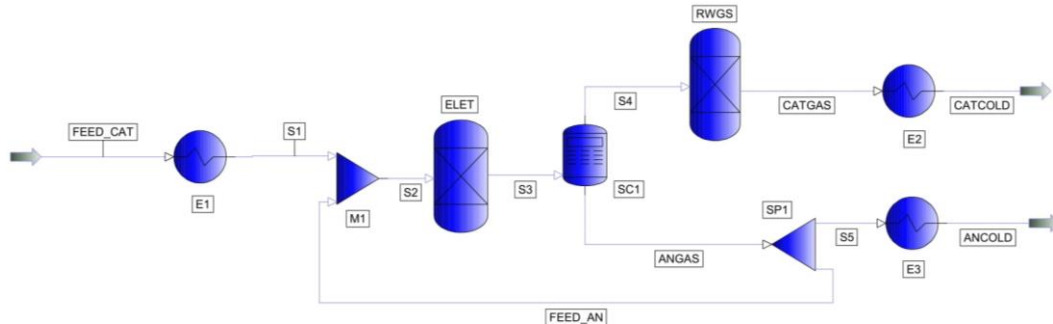 RWGS
S4
ELET
CATGAS
CATCOLD
FEED_CAT
S1
E2
S2
S3
SC1
E1
M1
SP1
S5
ANCOLD
ANGAS
E3
FEED_AN